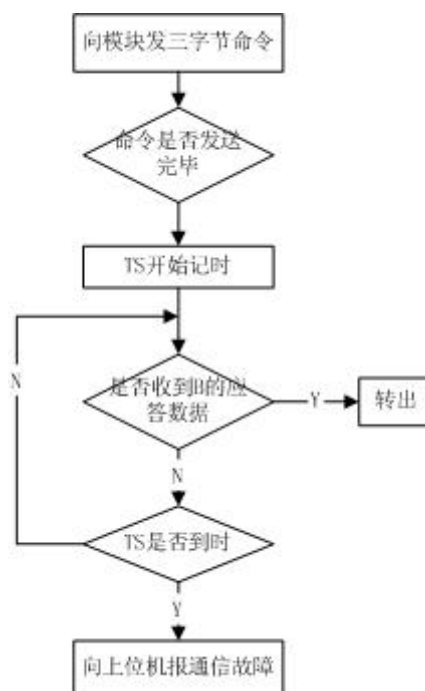 向模块发三字节命令
命令是否发送
完毕
TS开始记时
N
是否收到B的应
答数据
Y
转出
N
TS是否到时
Y
向上位机报通信故障